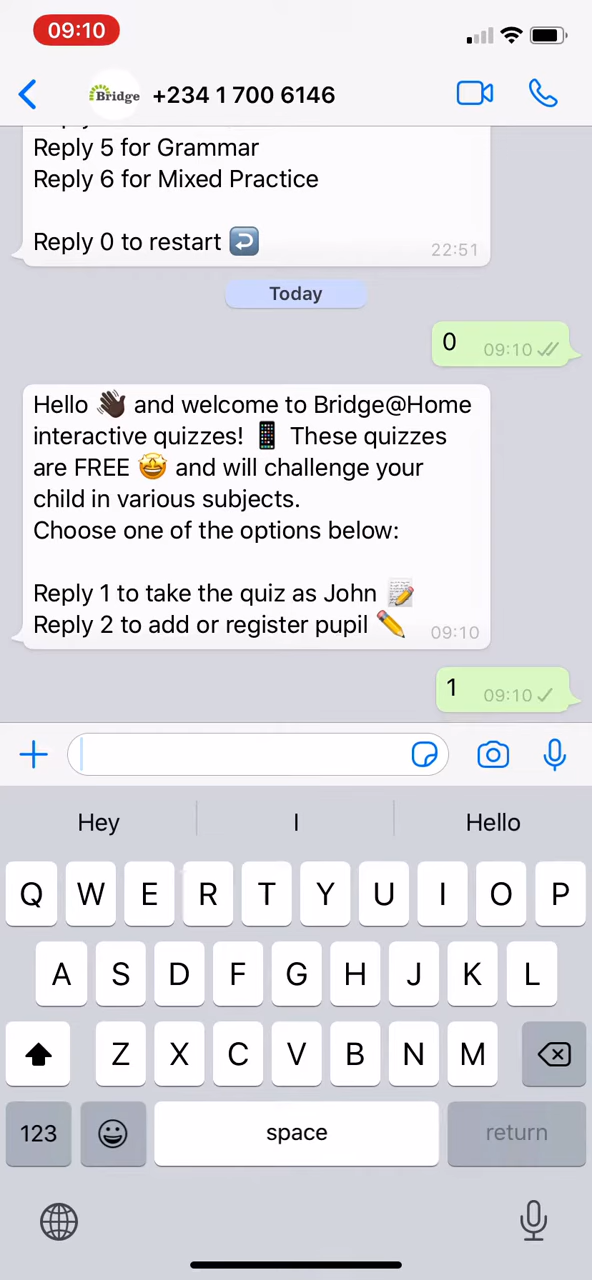 09:10
Bridge +234 1 700 6146
Reply 5 for Grammar
Reply 6 for Mixed Practice
Reply 0 to restart
22:51
Today
0 09:10
Hello 👋🏿 and welcome to Bridge@Home
interactive quizzes! 📱 These quizzes
are FREE 🤩 and will challenge your
child in various subjects.
Choose one of the options below:
Reply 1 to take the quiz as John 📝
Reply 2 to add or register pupil ✏️ 09:10
1 09:10
Hey I Hello
Q W E R T Y U I O P
A S D F G H J K L
Z X C V B N M
123 space return